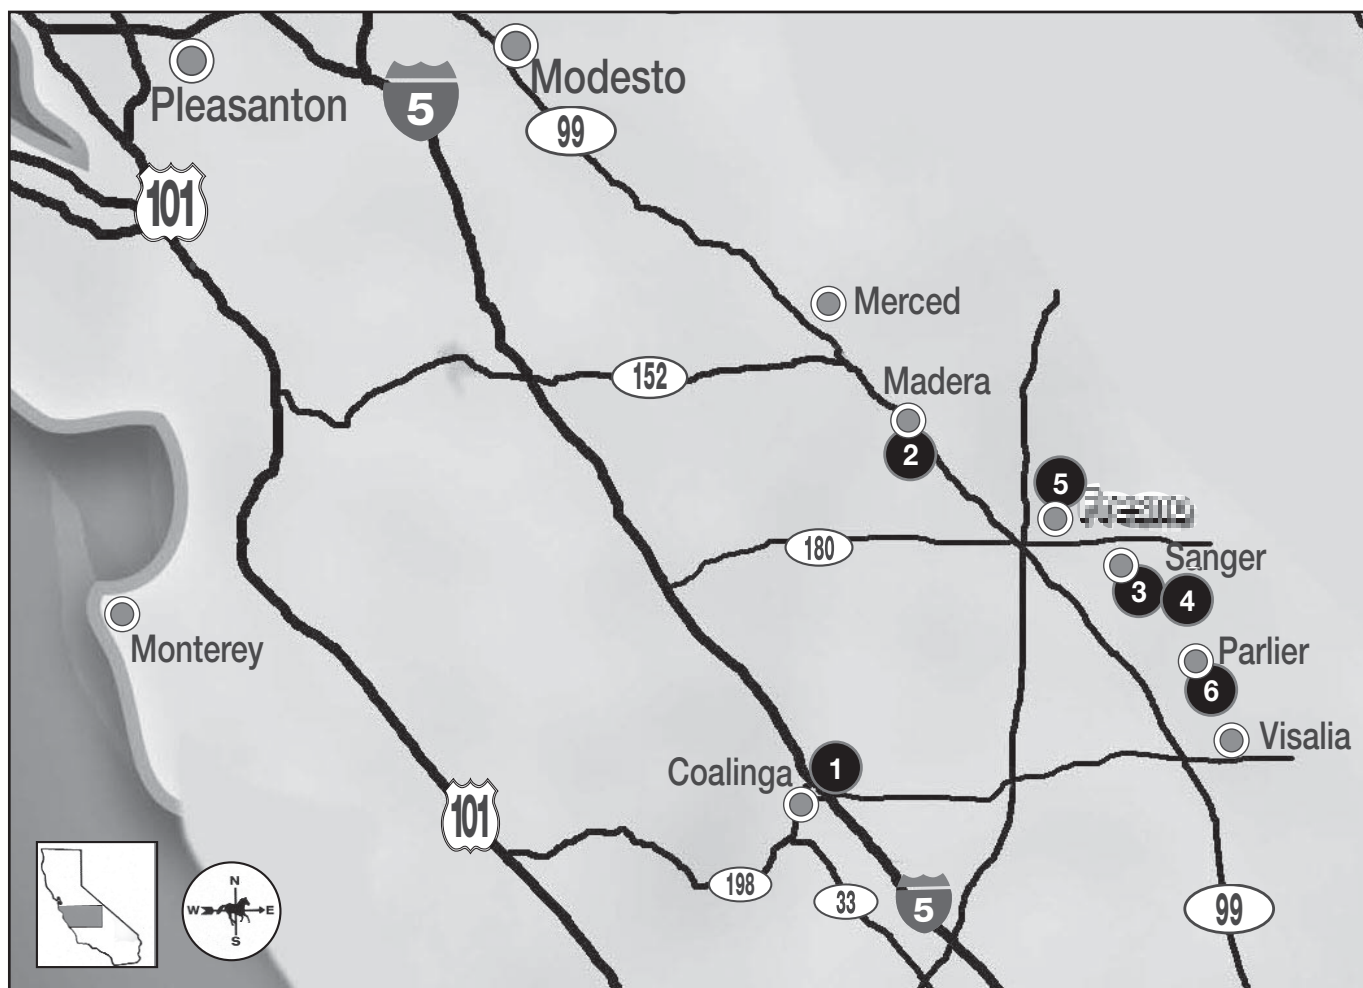 Modesto
5
Pleasanton
99
101
Merced
152
Madera
2
5
Fresno
180
Sanger
3
4
Monterey
Parlier
6
Visalia
1
Coalinga
101
198
33
5
99
N
W
E
S